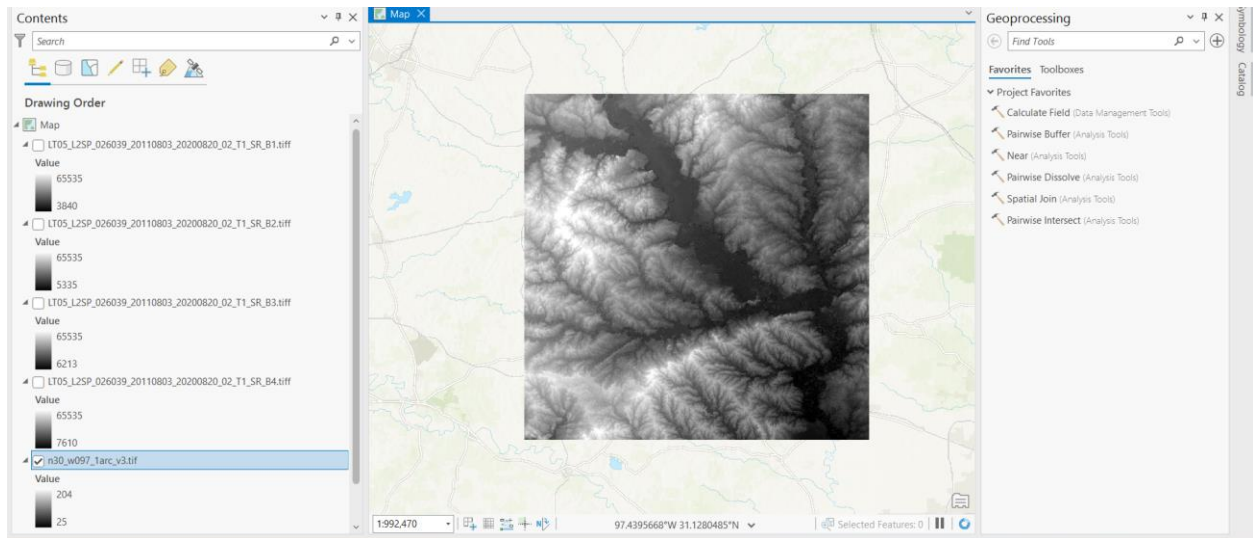 Contents
Search
Drawing Order
Map
LT05_L2SP_026039_20110803_20200820_02_T1_SR_B1.tiff
Value
65535
3840
LT05_L2SP_026039_20110803_20200820_02_T1_SR_B2.tiff
Value
65535
5335
LT05_L2SP_026039_20110803_20200820_02_T1_SR_B3.tiff
Value
65535
6213
LT05_L2SP_026039_20110803_20200820_02_T1_SR_B4.tiff
Value
65535
7610
n30_w097_1arc_v3.tif
Value
204
25
Map
1:992,470
97.4395668°W 31.1280485°N
Selected Features: 0
Geoprocessing
Find Tools
Favorites Toolboxes
Project Favorites
Calculate Field (Data Management Tools)
Pairwise Buffer (Analysis Tools)
Near (Analysis Tools)
Pairwise Dissolve (Analysis Tools)
Spatial Join (Analysis Tools)
Pairwise Intersect (Analysis Tools)
Symbology
Catalog